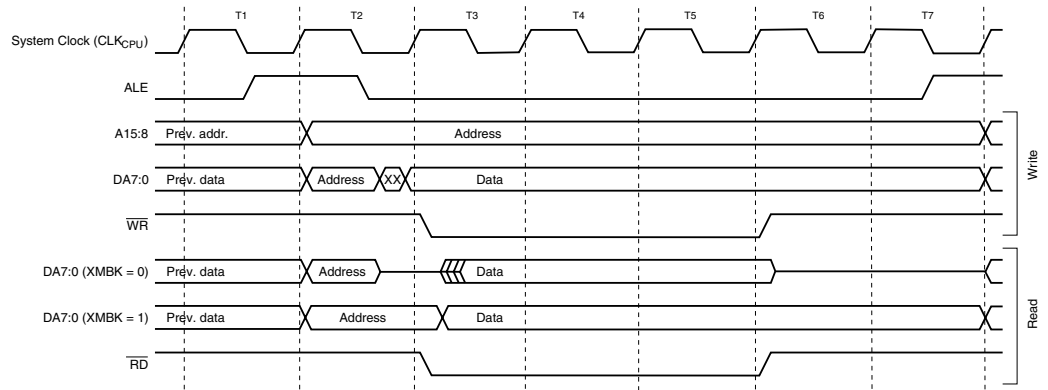 T1 T2 T3 T4 T5 T6 T7
System Clock (CLKCPU)
ALE
A15:8 Prev. addr. Address
DA7:0 Prev. data Address XX Data
WR
Write
DA7:0 (XMBK = 0) Prev. data Address Data
DA7:0 (XMBK = 1) Prev. data Address Data
RD
Read